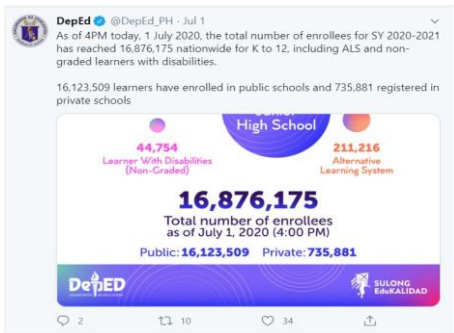 DepEd @DepEd_PH · Jul 1
As of 4PM today, 1 July 2020, the total number of enrollees for SY 2020-2021
has reached 16,876,175 nationwide for K to 12, including ALS and non-
graded learners with disabilities.
16,123,509 learners have enrolled in public schools and 735,881 registered in
private schools
High School
44,754
Learner With Disabilities
(Non-Graded)
211,216
Alternative
Learning System
16,876,175
Total number of enrollees
as of July 1, 2020 (4:00 PM)
Public: 16,123,509 Private: 735,881
DepED
SULONG
EduKALIDAD
2 10 34